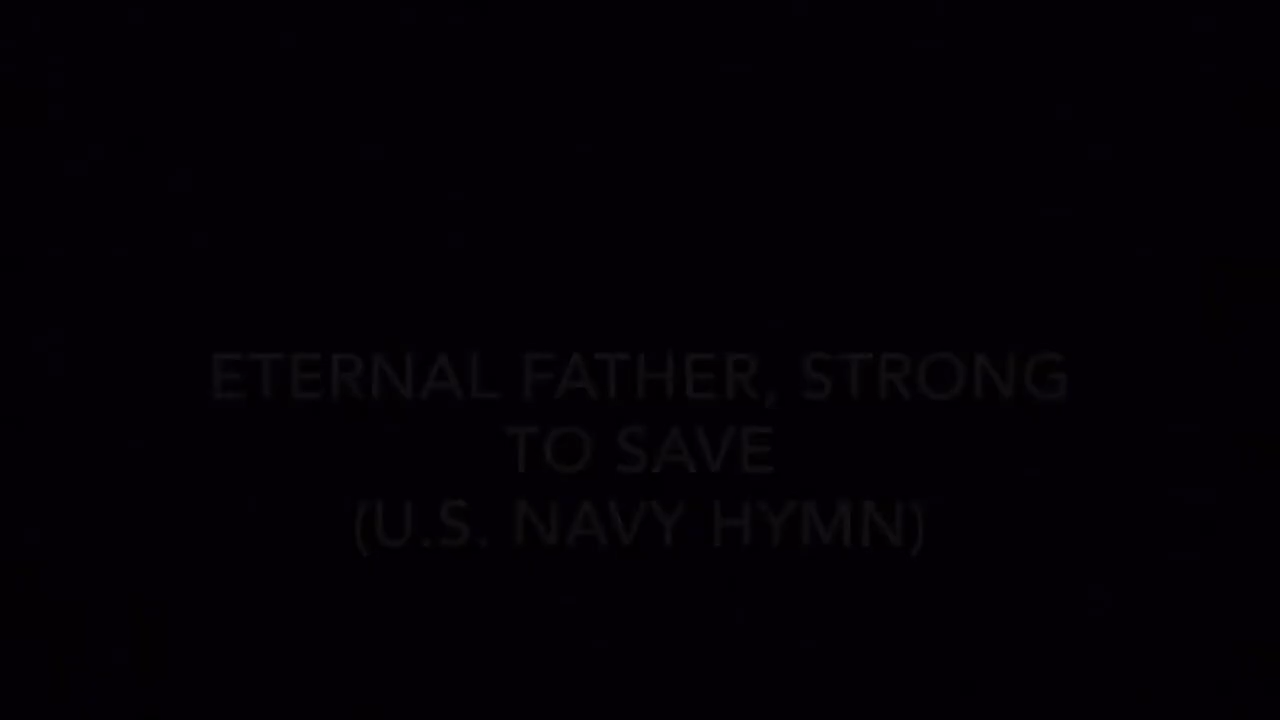 ETERNAL FATHER, STRONG
TO SAVE
(U.S. NAVY HYMN)